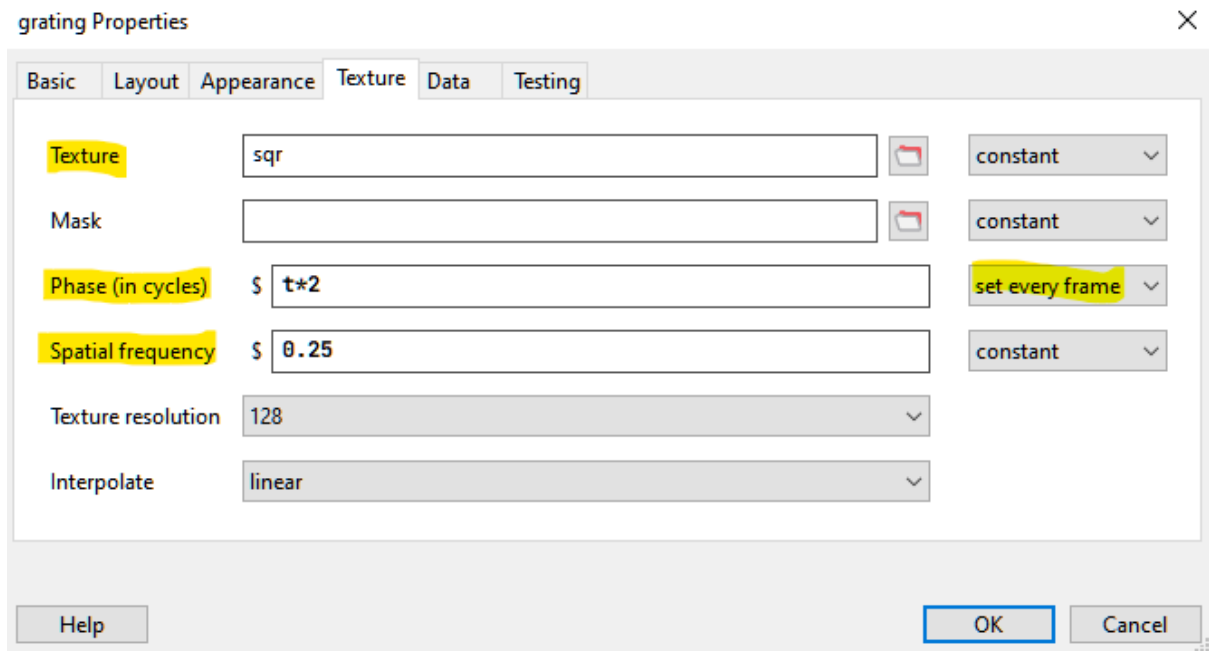 grating Properties
Basic Layout Appearance Texture Data Testing
Texture sqr constant
Mask constant
Phase (in cycles) $ t*2 set every frame
Spatial frequency $ 0.25 constant
Texture resolution 128
Interpolate linear
Help OK Cancel